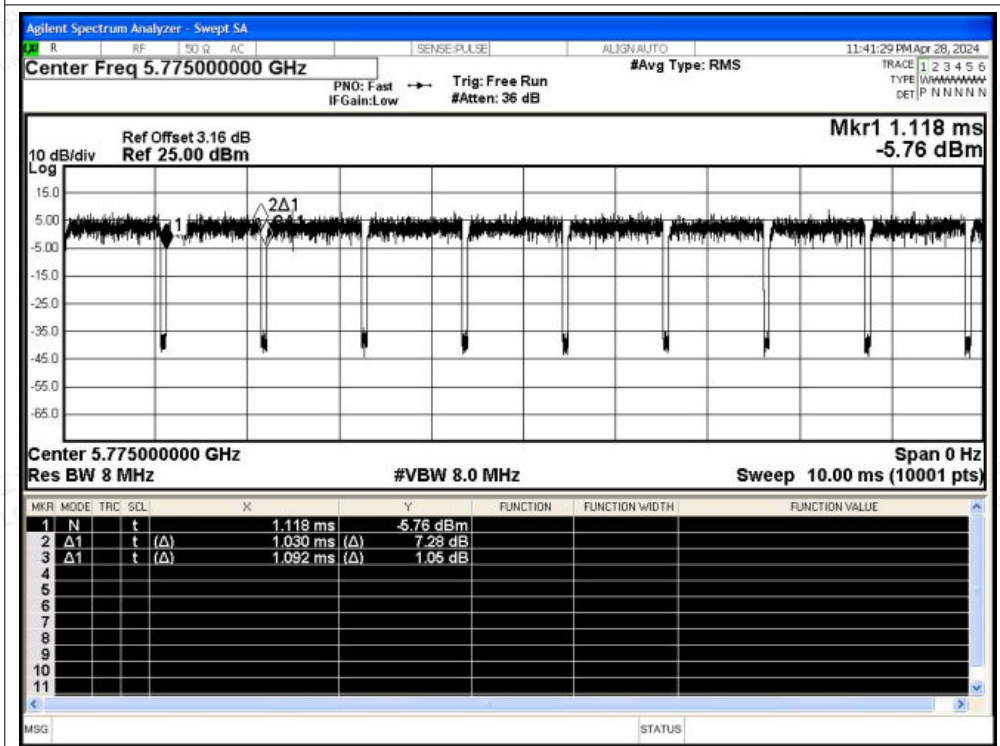 Agilent Spectrum Analyzer - Swept SA
LXI R RF 50 Ω AC SENSE:PULSE ALIGN AUTO 11:41:29 PM Apr 28, 2024
Center Freq 5.775000000 GHz #Avg Type: RMS TRACE 1 2 3 4 5 6
PNO: Fast Trig: Free Run TYPE WWWWWW
IFGain:Low #Atten: 36 dB DET P N N N N N
Mkr1 1.118 ms
Ref Offset 3.16 dB
10 dB/div Ref 25.00 dBm -5.76 dBm
Log
15.0
2Δ1
5.00
1
-5.00
-15.0
-25.0
-35.0
-45.0
-55.0
-65.0
Center 5.775000000 GHz Span 0 Hz
Res BW 8 MHz #VBW 8.0 MHz Sweep 10.00 ms (10001 pts)
MKR MODE TRC SCL X Y FUNCTION FUNCTION WIDTH FUNCTION VALUE
1 N t 1.118 ms -5.76 dBm
2 Δ1 t (Δ) 1.030 ms (Δ) 7.28 dB
3 Δ1 t (Δ) 1.092 ms (Δ) 1.05 dB
4
5
6
7
8
9
10
11
MSG STATUS